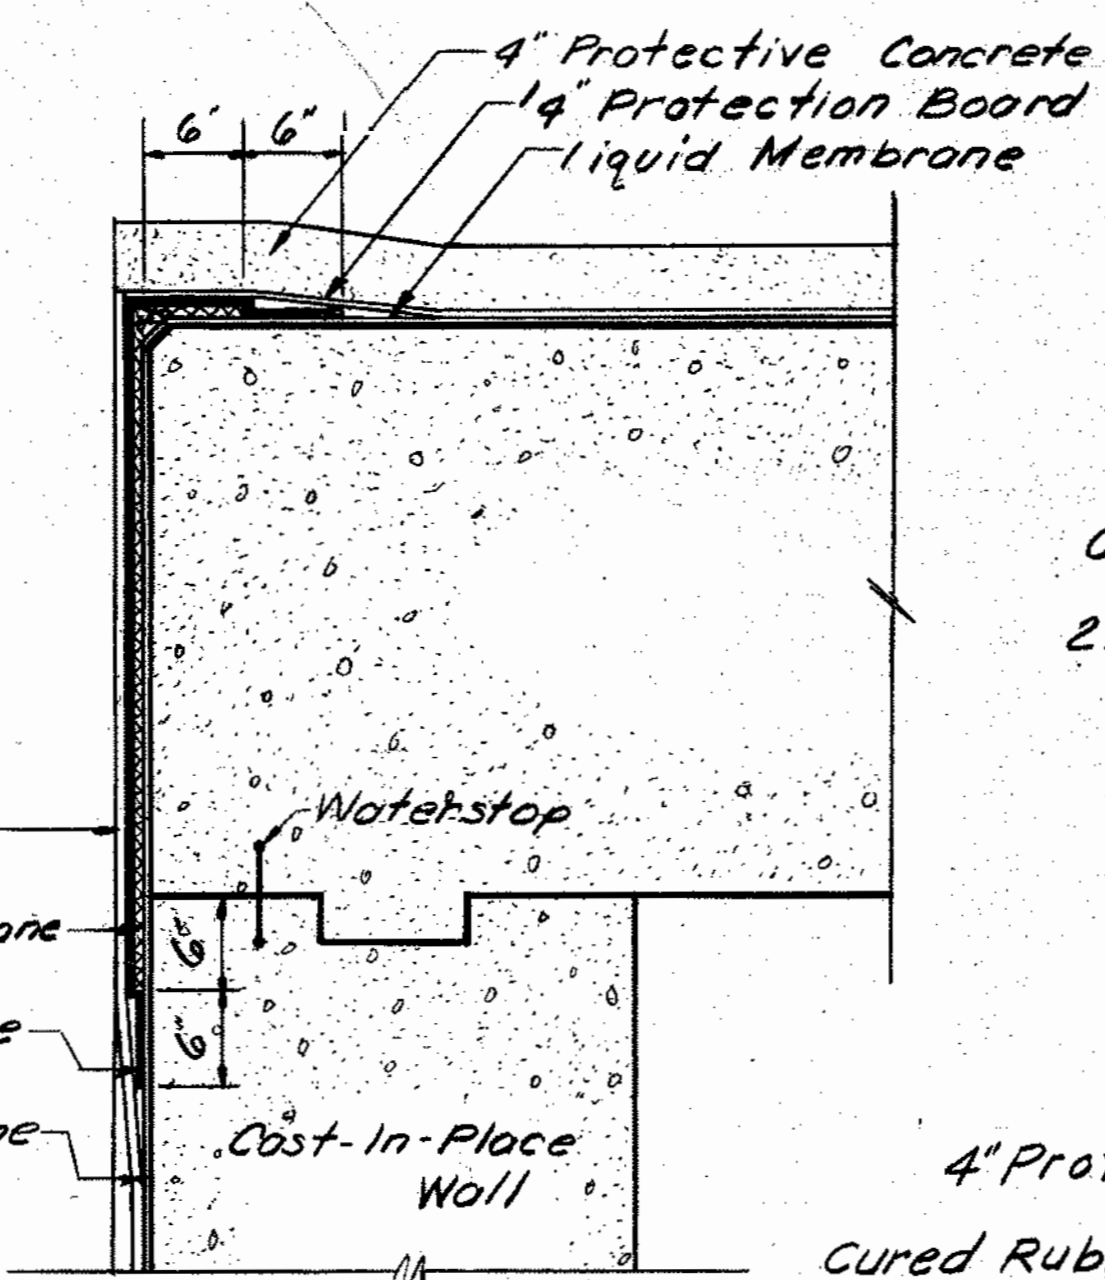 4" Protective Concrete
1/4" Protection Board
Liquid Membrane
6" 6"
Waterstop
6"
6"
Cast-In-Place
Wall
4" Pro
Cured Rub